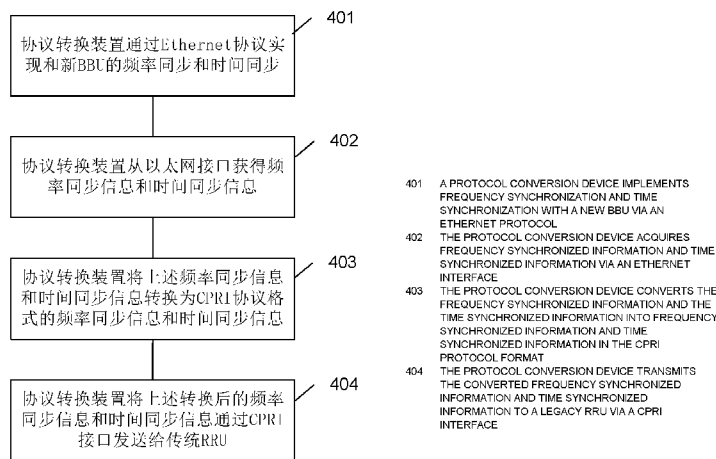 401
协议转换装置通过Ethernet协议实
现和新BBU的频率同步和时间同步
402
协议转换装置从以太网接口获得频
率同步信息和时间同步信息
403
协议转换装置将上述频率同步信息
和时间同步信息转换为CPRI协议格
式的频率同步信息和时间同步信息
404
协议转换装置将上述转换后的频率
同步信息和时间同步信息通过CPRI
接口发送给传统RRU
401 A PROTOCOL CONVERSION DEVICE IMPLEMENTS
FREQUENCY SYNCHRONIZATION AND TIME
SYNCHRONIZATION WITH A NEW BBU VIA AN
ETHERNET PROTOCOL
402 THE PROTOCOL CONVERSION DEVICE ACQUIRES
FREQUENCY SYNCHRONIZED INFORMATION AND TIME
SYNCHRONIZED INFORMATION VIA AN ETHERNET
INTERFACE
403 THE PROTOCOL CONVERSION DEVICE CONVERTS THE
FREQUENCY SYNCHRONIZED INFORMATION AND THE
TIME SYNCHRONIZED INFORMATION INTO FREQUENCY
SYNCHRONIZED INFORMATION AND TIME
SYNCHRONIZED INFORMATION IN THE CPRI
PROTOCOL FORMAT
404 THE PROTOCOL CONVERSION DEVICE TRANSMITS
THE CONVERTED FREQUENCY SYNCHRONIZED
INFORMATION AND TIME SYNCHRONIZED
INFORMATION TO A LEGACY RRU VIA A CPRI
INTERFACE